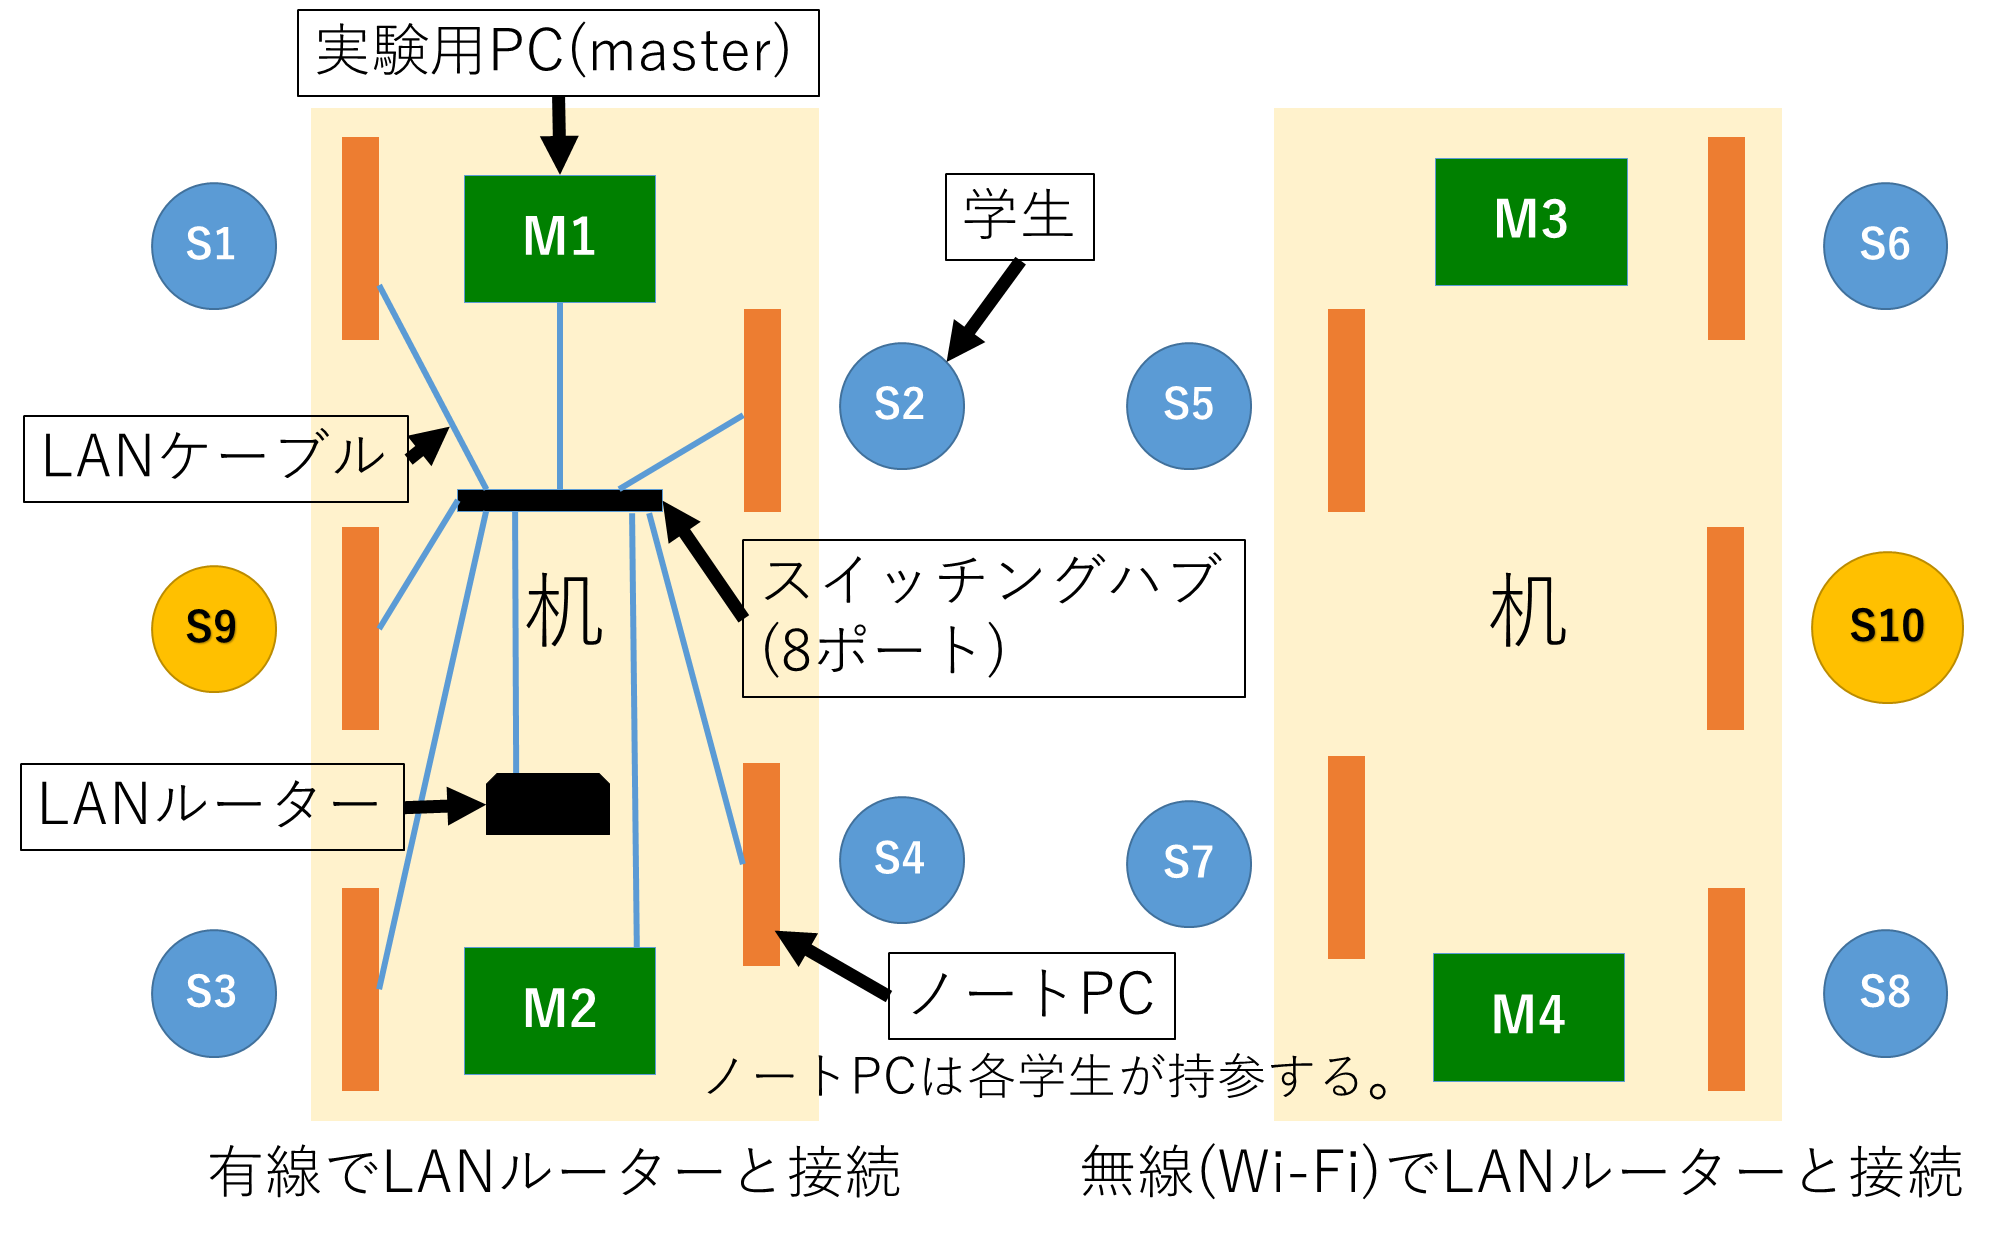 実験用PC(master)
M1
M3
学生
S1
S6
S2
S5
LANケーブル
スイッチングハブ
(8ポート)
机
机
S9
S10
LANルーター
S4
S7
S3
M2
ノートPC
S8
M4
ノートPCは各学生が持参する。
有線でLANルーターと接続
無線(Wi-Fi)でLANルーターと接続